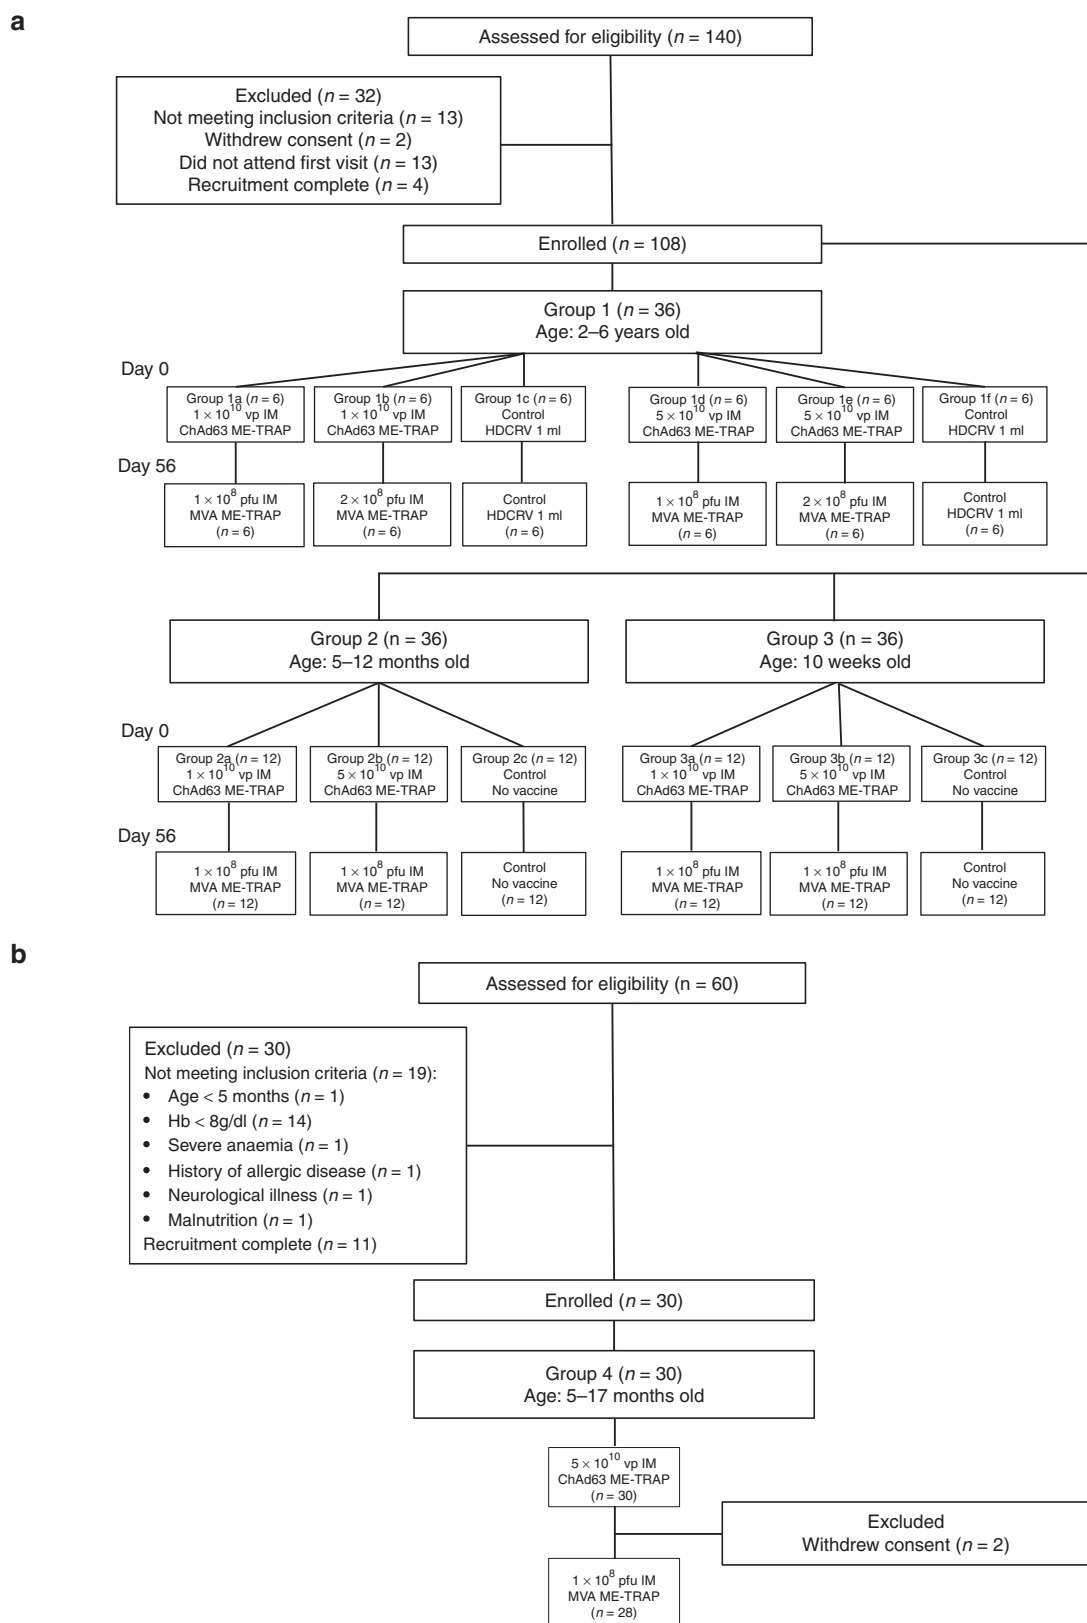 a
Assessed for eligibility (n = 140)
Excluded (n = 32)
Not meeting inclusion criteria (n = 13)
Withdrew consent (n = 2)
Did not attend first visit (n = 13)
Recruitment complete (n = 4)
Enrolled (n = 108)
Group 1 (n = 36)
Age: 2–6 years old
Day 0
Group 1a (n = 6)
1 × 10^10 vp IM
ChAd63 ME-TRAP
Group 1b (n = 6)
1 × 10^10 vp IM
ChAd63 ME-TRAP
Group 1c (n = 6)
Control
HDCRV 1 ml
Group 1d (n = 6)
5 × 10^10 vp IM
ChAd63 ME-TRAP
Group 1e (n = 6)
5 × 10^10 vp IM
ChAd63 ME-TRAP
Group 1f (n = 6)
Control
HDCRV 1 ml
Day 56
1 × 10^8 pfu IM
MVA ME-TRAP
(n = 6)
2 × 10^8 pfu IM
MVA ME-TRAP
(n = 6)
Control
HDCRV 1 ml
(n = 6)
1 × 10^8 pfu IM
MVA ME-TRAP
(n = 6)
2 × 10^8 pfu IM
MVA ME-TRAP
(n = 6)
Control
HDCRV 1 ml
(n = 6)
Group 2 (n = 36)
Age: 5–12 months old
Group 3 (n = 36)
Age: 10 weeks old
Day 0
Group 2a (n = 12)
1 × 10^10 vp IM
ChAd63 ME-TRAP
Group 2b (n = 12)
5 × 10^10 vp IM
ChAd63 ME-TRAP
Group 2c (n = 12)
Control
No vaccine
Group 3a (n = 12)
1 × 10^10 vp IM
ChAd63 ME-TRAP
Group 3b (n = 12)
5 × 10^10 vp IM
ChAd63 ME-TRAP
Group 3c (n = 12)
Control
No vaccine
Day 56
1 × 10^8 pfu IM
MVA ME-TRAP
(n = 12)
1 × 10^8 pfu IM
MVA ME-TRAP
(n = 12)
Control
No vaccine
(n = 12)
1 × 10^8 pfu IM
MVA ME-TRAP
(n = 12)
1 × 10^8 pfu IM
MVA ME-TRAP
(n = 12)
Control
No vaccine
(n = 12)
b
Assessed for eligibility (n = 60)
Excluded (n = 30)
Not meeting inclusion criteria (n = 19):
• Age < 5 months (n = 1)
• Hb < 8g/dl (n = 14)
• Severe anaemia (n = 1)
• History of allergic disease (n = 1)
• Neurological illness (n = 1)
• Malnutrition (n = 1)
Recruitment complete (n = 11)
Enrolled (n = 30)
Group 4 (n = 30)
Age: 5–17 months old
5 × 10^10 vp IM
ChAd63 ME-TRAP
(n = 30)
Excluded
Withdrew consent (n = 2)
1 × 10^8 pfu IM
MVA ME-TRAP
(n = 28)